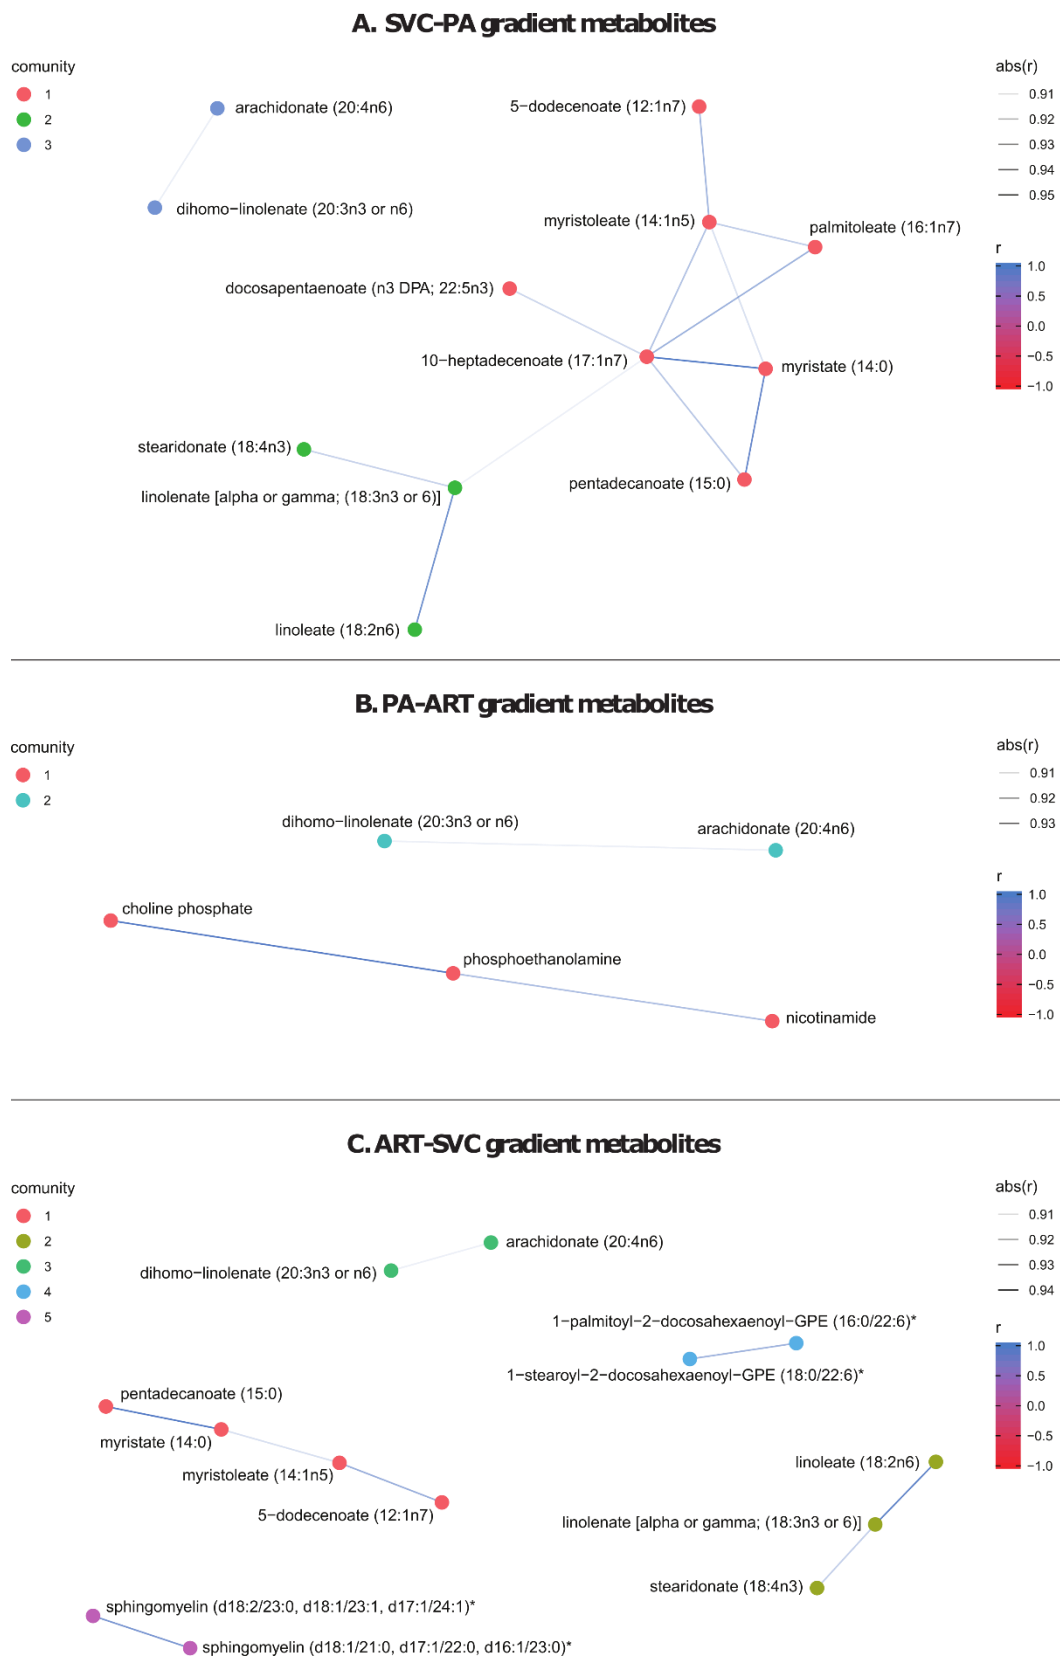 A. SVC-PA gradient metabolites
comunity
1
2
3
arachidonate (20:4n6)
dihomo-linolenate (20:3n3 or n6)
5-dodecenoate (12:1n7)
myristoleate (14:1n5)
palmitoleate (16:1n7)
docosapentaenoate (n3 DPA; 22:5n3)
10-heptadecenoate (17:1n7)
myristate (14:0)
stearidonate (18:4n3)
linolenate [alpha or gamma; (18:3n3 or 6)]
pentadecanoate (15:0)
linoleate (18:2n6)
abs(r)
0.91
0.92
0.93
0.94
0.95
r
1.0
0.5
0.0
-0.5
-1.0
B. PA-ART gradient metabolites
comunity
1
2
dihomo-linolenate (20:3n3 or n6)
arachidonate (20:4n6)
choline phosphate
phosphoethanolamine
nicotinamide
abs(r)
0.91
0.92
0.93
r
1.0
0.5
0.0
-0.5
-1.0
C. ART-SVC gradient metabolites
comunity
1
2
3
4
5
arachidonate (20:4n6)
dihomo-linolenate (20:3n3 or n6)
1-palmitoyl-2-docosahexaenoyl-GPE (16:0/22:6)*
1-stearoyl-2-docosahexaenoyl-GPE (18:0/22:6)*
pentadecanoate (15:0)
myristate (14:0)
myristoleate (14:1n5)
5-dodecenoate (12:1n7)
linoleate (18:2n6)
linolenate [alpha or gamma; (18:3n3 or 6)]
stearidonate (18:4n3)
sphingomyelin (d18:2/23:0, d18:1/23:1, d17:1/24:1)*
sphingomyelin (d18:1/21:0, d17:1/22:0, d16:1/23:0)*
abs(r)
0.91
0.92
0.93
0.94
r
1.0
0.5
0.0
-0.5
-1.0